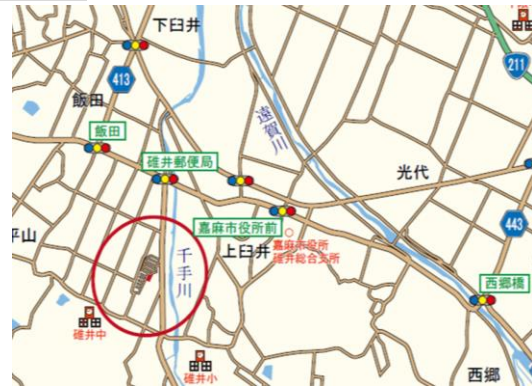 下臼井
211
413
飯田
飯田
遠賀川
碓井郵便局
光代
嘉麻市役所前
443
千手川
上臼井
嘉麻市役所
碓井総合支所
平山
西郷橋
碓井中
碓井小
西郷